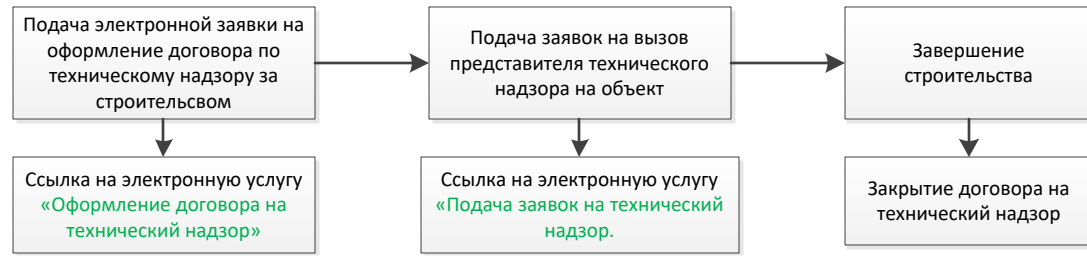 Подача электронной заявки на
оформление договора по
техническому надзору за
строительсвом
Подача заявок на вызов
представителя технического
надзора на объект
Завершение
строительства
Ссылка на электронную услугу
«Оформление договора на
технический надзор»
Ссылка на электронную услугу
«Подача заявок на технический
надзор.
Закрытие договора на
технический надзор